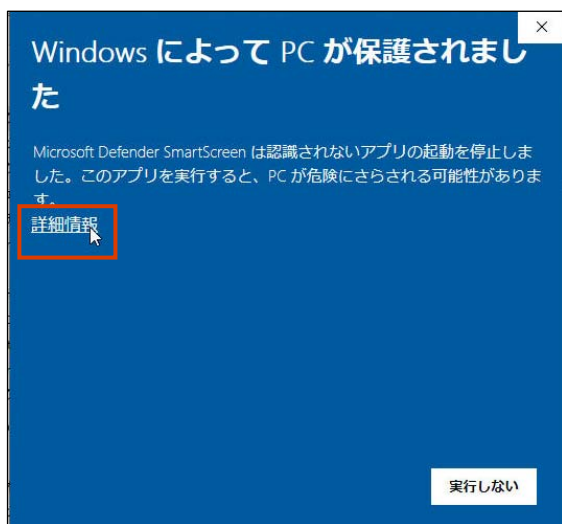 Windows によって PC が保護されまし
た
Microsoft Defender SmartScreen は認識されないアプリの起動を停止しま
した。このアプリを実行すると、PC が危険にさらされる可能性がありま
す。
詳細情報
実行しない